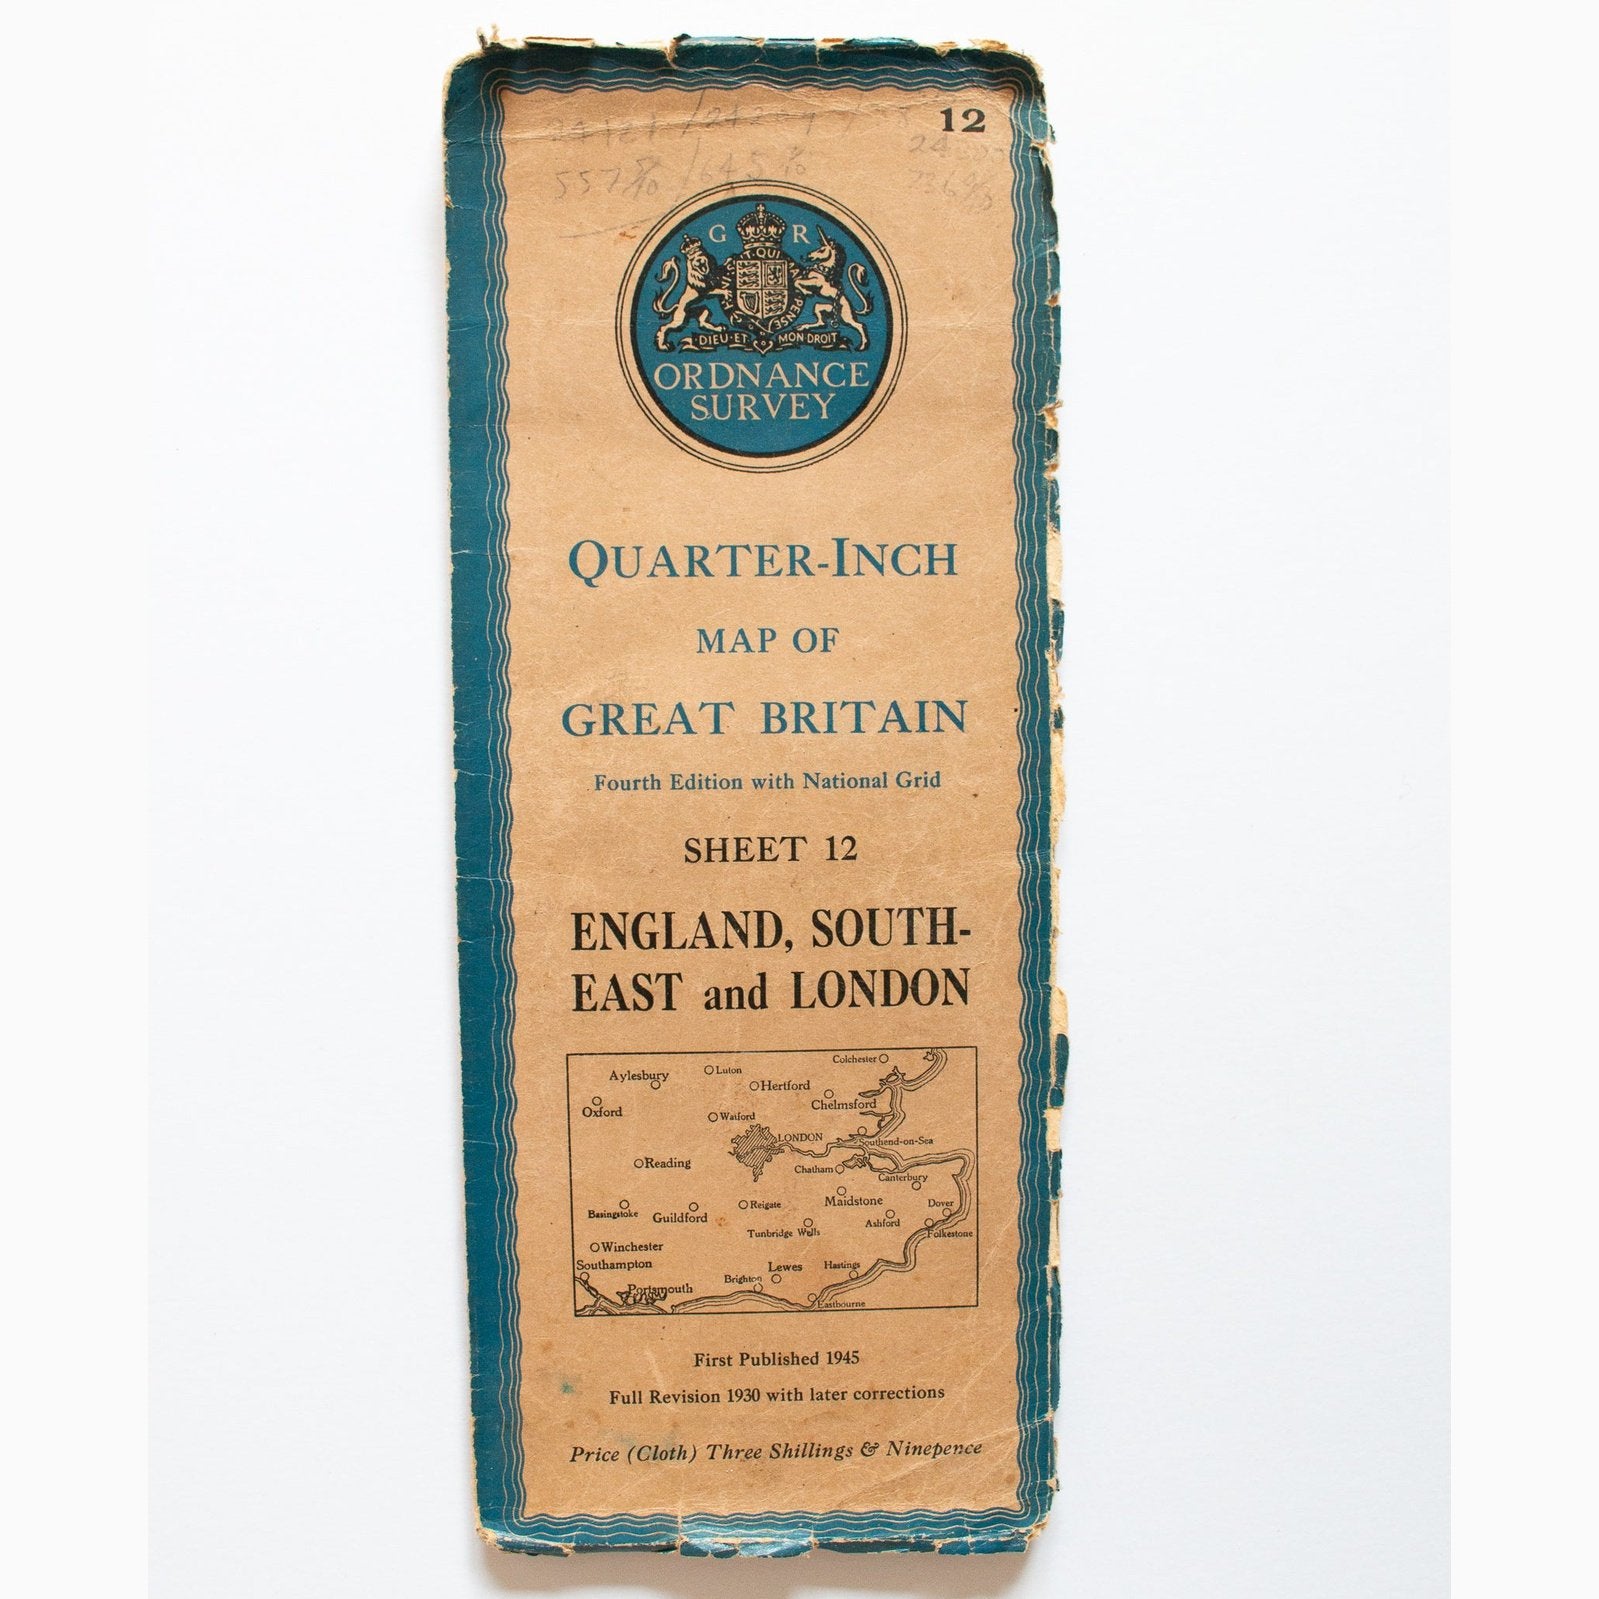 12
G R
DIEU·ET MON·DROIT
ORDNANCE
SURVEY
QUARTER-INCH
MAP OF
GREAT BRITAIN
Fourth Edition with National Grid
SHEET 12
ENGLAND, SOUTH-
EAST and LONDON
Colchester
Luton
Aylesbury
Hertford
Chelmsford
Oxford
Watford
LONDON
Southend-on-Sea
Reading
Chatham
Canterbury
Maidstone
Dover
Reigate
Basingstoke
Guildford
Ashford
Tunbridge Wells
Folkestone
Winchester
Southampton
Lewes
Hastings
Brighton
Portsmouth
Eastbourne
First Published 1945
Full Revision 1930 with later corrections
Price (Cloth) Three Shillings & Ninepence